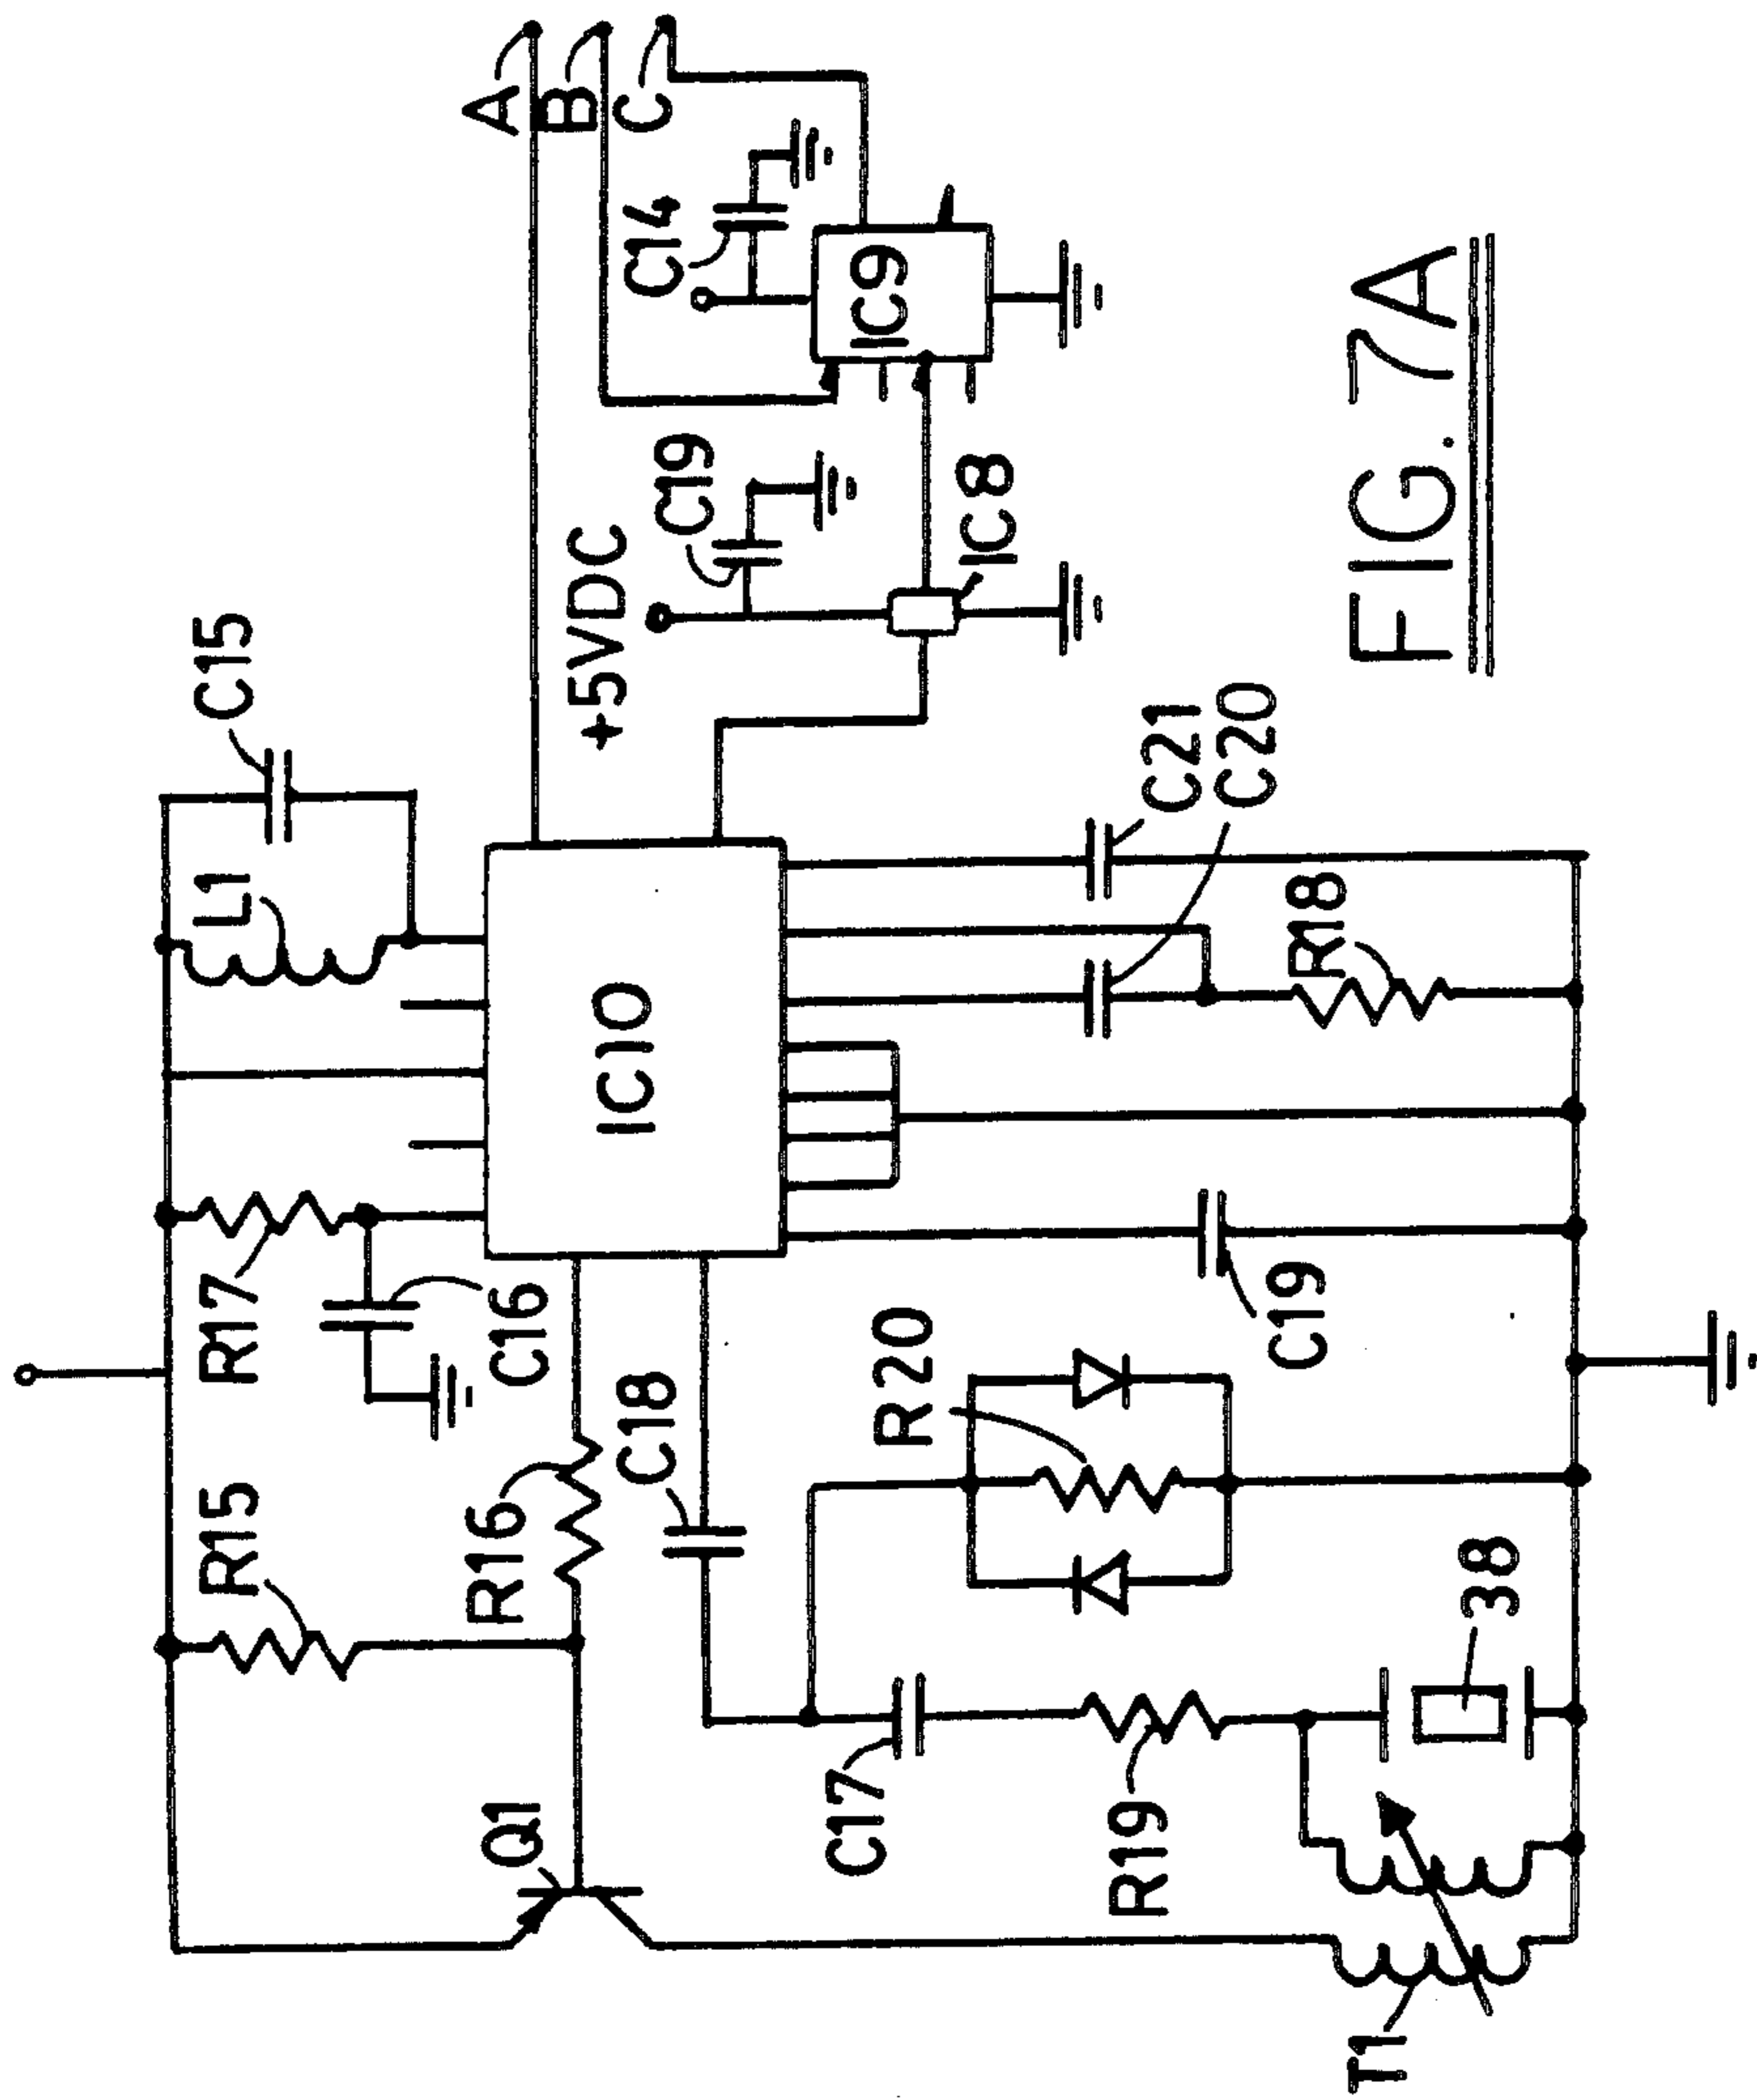 A
B
C
C14
IC9
C19
+5VDC
IC8
C15
L1
IC10
R17
C16
R15
R16
C18
Q1
C17
R19
R20
38
T1
C19
R18
C21
C20
FIG. 7A